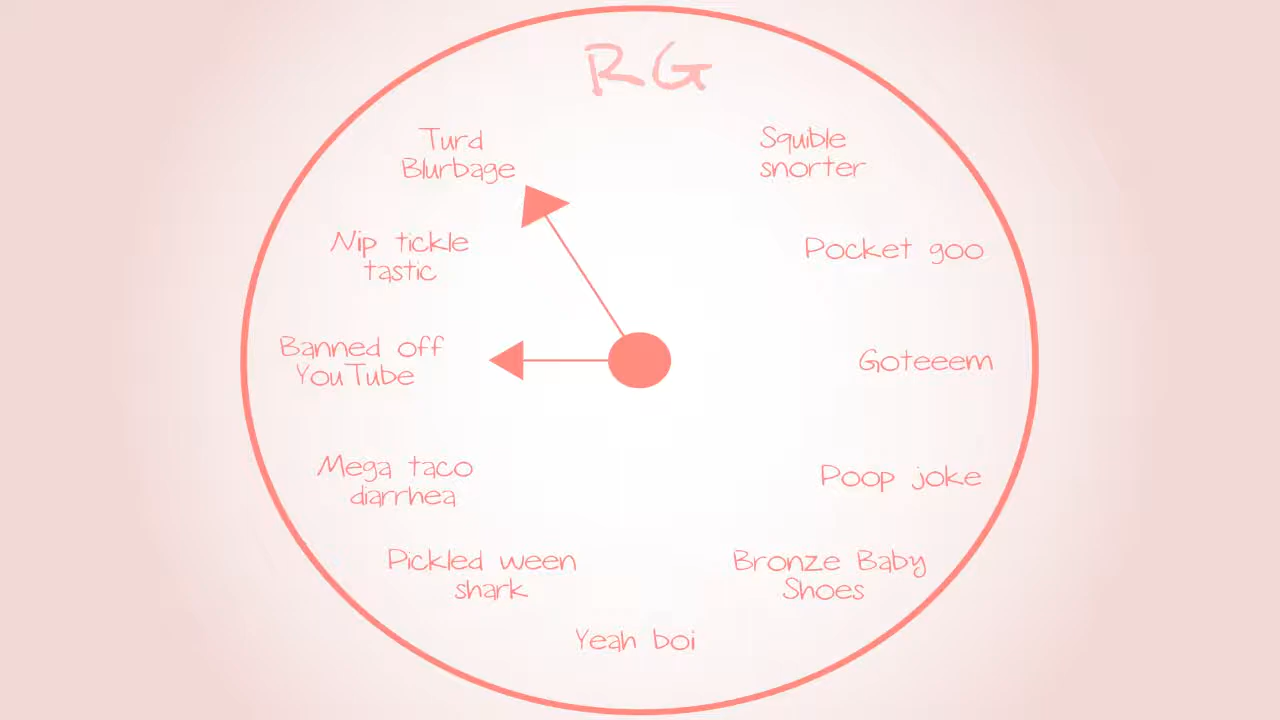 RG
Squible
snorter
Pocket goo
Goteeem
Poop joke
Bronze Baby
Shoes
Yeah boi
Pickled ween
shark
Mega taco
diarrhea
Banned off
YouTube
Nip tickle
tastic
Turd
Blurbage